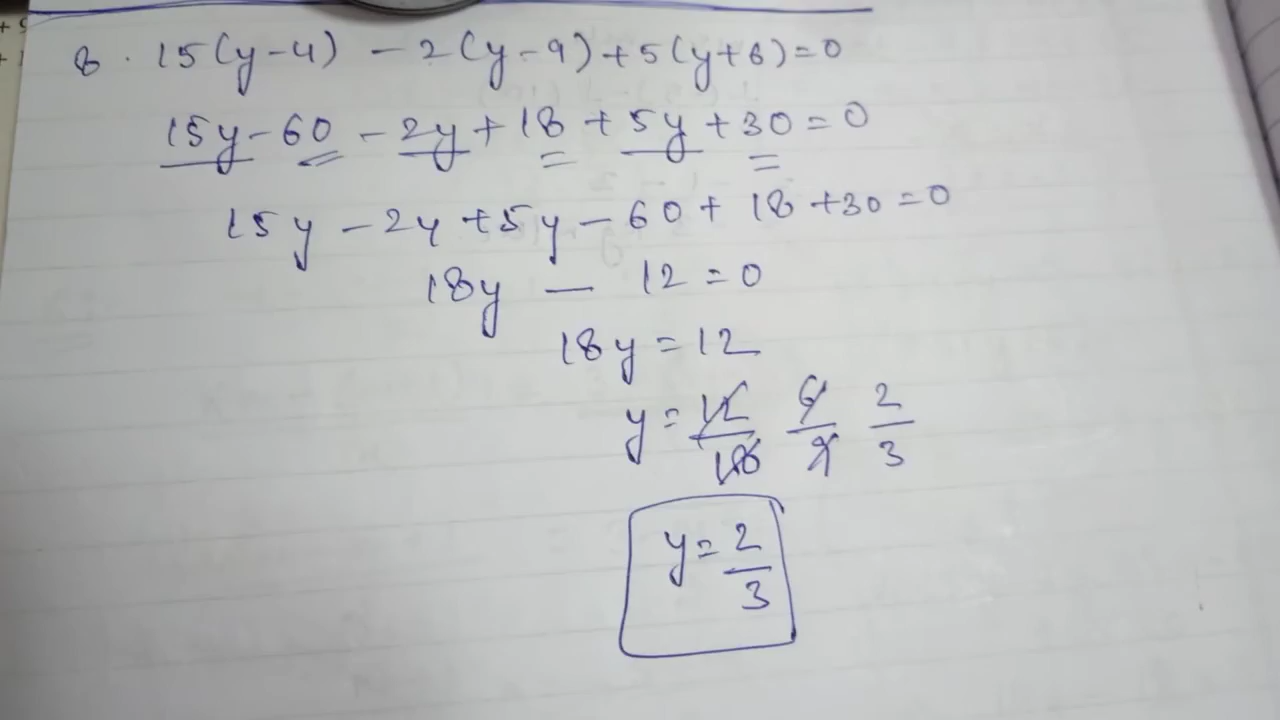 8. 15(y-4) - 2(y-9) + 5(y+6) = 0
15y - 60 - 2y + 18 + 5y + 30 = 0
15y - 2y + 5y - 60 + 18 + 30 = 0
18y - 12 = 0
18y = 12
y = 12/18 6/9 2/3
y = 2/3